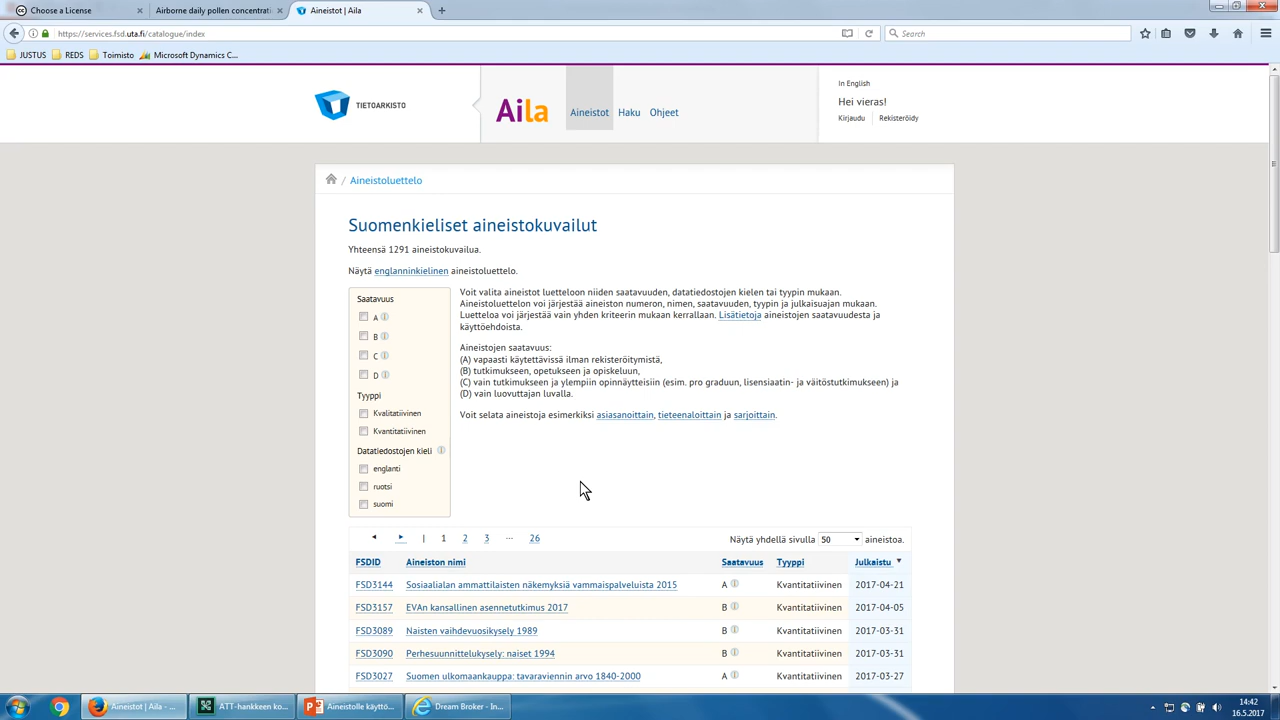 Choose a License
Airborne daily pollen concentrati
Aineistot | Aila
https://services.fsd.uta.fi/catalogue/index
Search
JUSTUS
REDS
Toimisto
Microsoft Dynamics C...
TIETOARKISTO
Aila
Aineistot
Haku
Ohjeet
In English
Hei vieras!
Kirjaudu
Rekisteröidy
/ Aineistoluettelo
Suomenkieliset aineistokuvailut
Yhteensä 1291 aineistokuvailua.
Näytä englanninkielinen aineistoluettelo.
Saatavuus
A
B
C
D
Tyyppi
Kvalitatiivinen
Kvantitatiivinen
Datatiedostojen kieli
englanti
ruotsi
suomi
Voit valita aineistot luetteloon niiden saatavuuden, datatiedostojen kielen tai tyypin mukaan.
Aineistoluettelon voi järjestää aineiston numeron, nimen, saatavuuden, tyypin ja julkaisuajan mukaan.
Luetteloa voi järjestää vain yhden kriteerin mukaan kerrallaan. Lisätietoja aineistojen saatavuudesta ja
käyttöehdoista.
Aineistojen saatavuus:
(A) vapaasti käytettävissä ilman rekisteröitymistä,
(B) tutkimukseen, opetukseen ja opiskeluun,
(C) vain tutkimukseen ja ylempiin opinnäytteisiin (esim. pro graduun, lisensiaatin- ja väitöstutkimukseen) ja
(D) vain luovuttajan luvalla.
Voit selata aineistoja esimerkiksi asiasanoittain, tieteenaloittain ja sarjoittain.
| 1 2 3 ... 26
Näytä yhdellä sivulla 50 aineistoa.
FSDID Aineiston nimi Saatavuus Tyyppi Julkaistu
FSD3144 Sosiaalialan ammattilaisten näkemyksiä vammaispalveluista 2015 A Kvantitatiivinen 2017-04-21
FSD3157 EVAn kansallinen asennetutkimus 2017 B Kvantitatiivinen 2017-04-05
FSD3089 Naisten vaihdevuosikysely 1989 B Kvantitatiivinen 2017-03-31
FSD3090 Perhesuunnittelukysely: naiset 1994 B Kvantitatiivinen 2017-03-31
FSD3027 Suomen ulkomaankauppa: tavaraviennin arvo 1840-2000 A Kvantitatiivinen 2017-03-27
Aineistot | Aila - ...
ATT-hankkeen ko...
Aineistolle käyttö...
Dream Broker - In...
14:42
16.5.2017